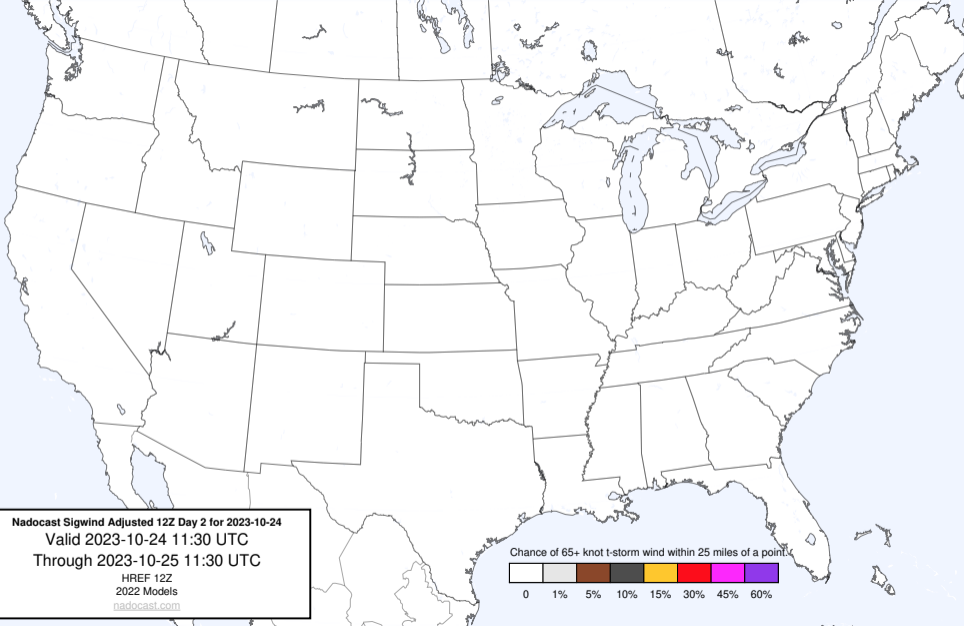 Nadocast Sigwind Adjusted 12Z Day 2 for 2023-10-24
Valid 2023-10-24 11:30 UTC
Through 2023-10-25 11:30 UTC
HREF 12Z
2022 Models
nadocast.com
Chance of 65+ knot t-storm wind within 25 miles of a point.
0 1% 5% 10% 15% 30% 45% 60%